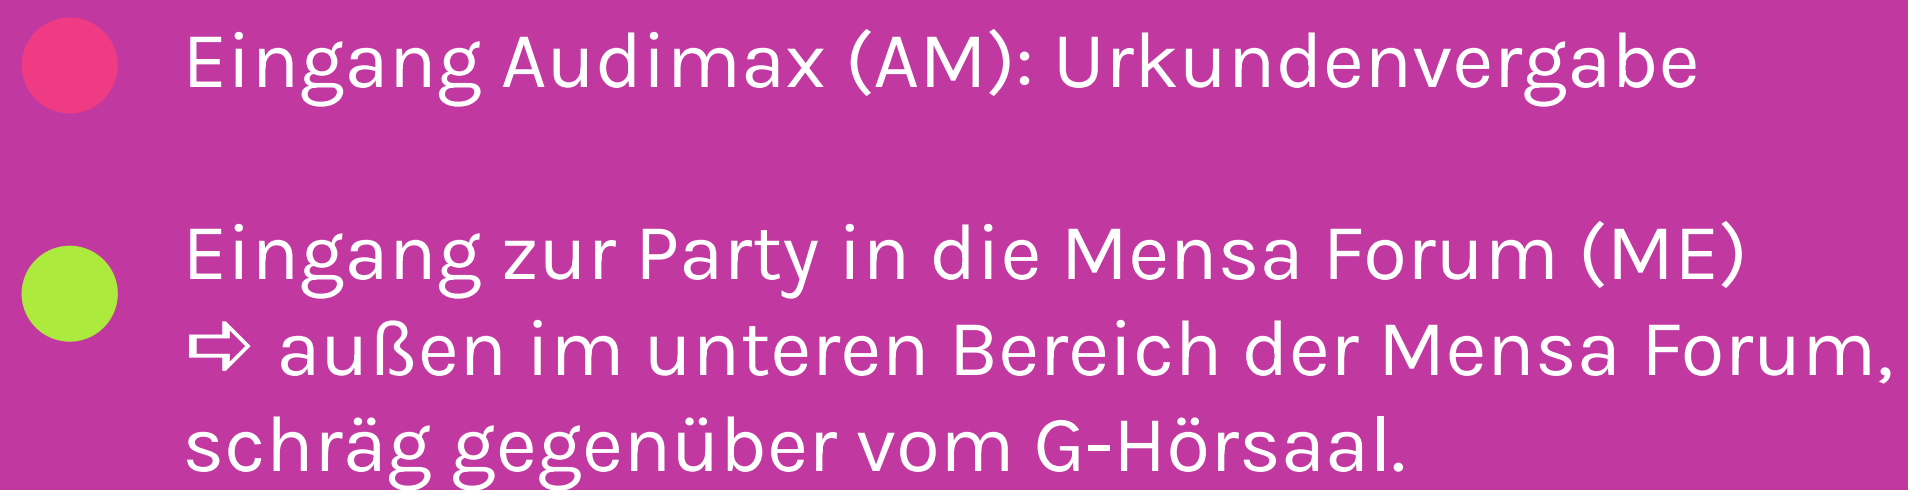 Eingang Audimax (AM): Urkundenvergabe
Eingang zur Party in die Mensa Forum (ME)
➩ außen im unteren Bereich der Mensa Forum,
schräg gegenüber vom G-Hörsaal.